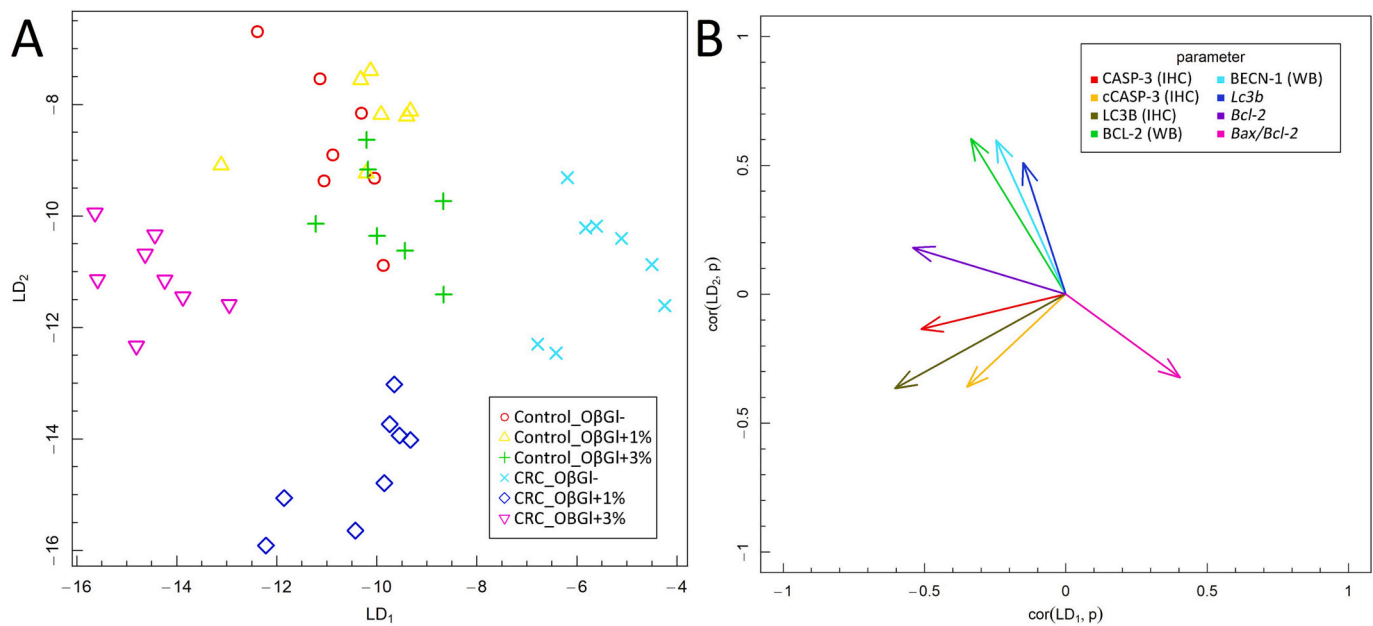 A
−8
−10
−12
−14
−16
LD2
−16
−14
−12
−10
−8
−6
−4
LD1
Control_OβGl-
Control_OβGl+1%
Control_OβGl+3%
CRC_OβGl-
CRC_OβGl+1%
CRC_OBGl+3%
B
1
0.5
0
−0.5
−1
cor(LD2, p)
−1
−0.5
0
0.5
1
cor(LD1, p)
parameter
CASP-3 (IHC)
cCASP-3 (IHC)
LC3B (IHC)
BCL-2 (WB)
BECN-1 (WB)
Lc3b
Bcl-2
Bax/Bcl-2